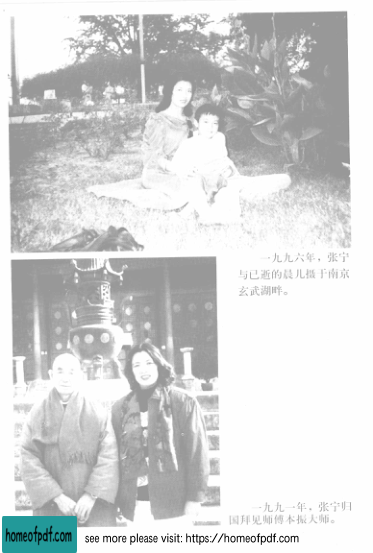 一九九六年，张宁
与已逝的晨儿摄于南京
玄武湖畔。
一九九一年，张宁归
国拜见师傅本振大师。
homeofpdf.com
see more please visit: https://homeofpdf.com